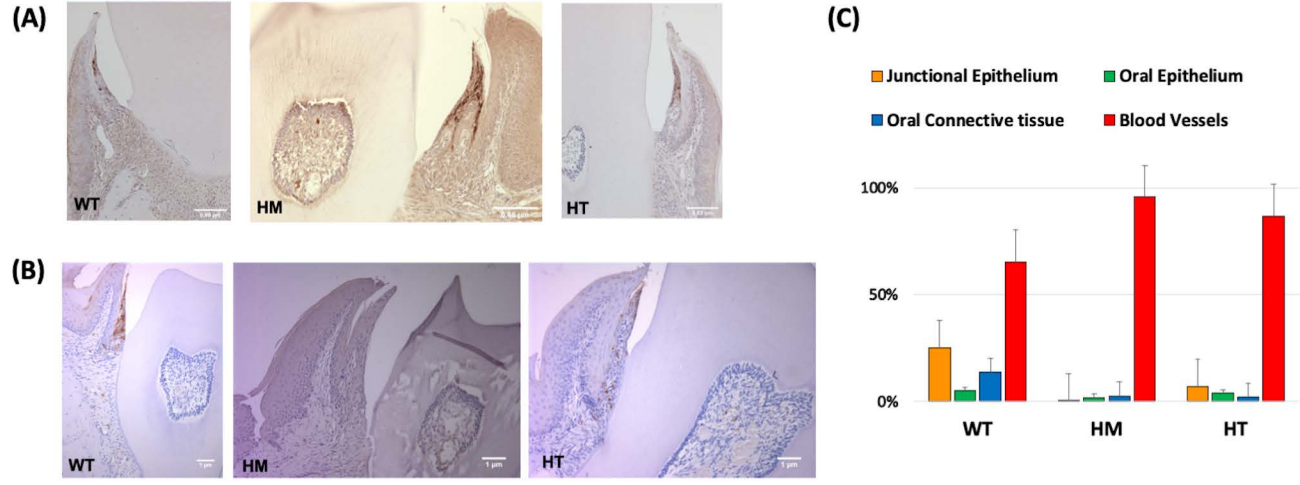 (A)
WT
HM
HT
(B)
WT
1 µm
HM
1 µm
HT
1 µm
(C)
Junctional Epithelium
Oral Epithelium
Oral Connective tissue
Blood Vessels
100%
50%
0%
WT
HM
HT